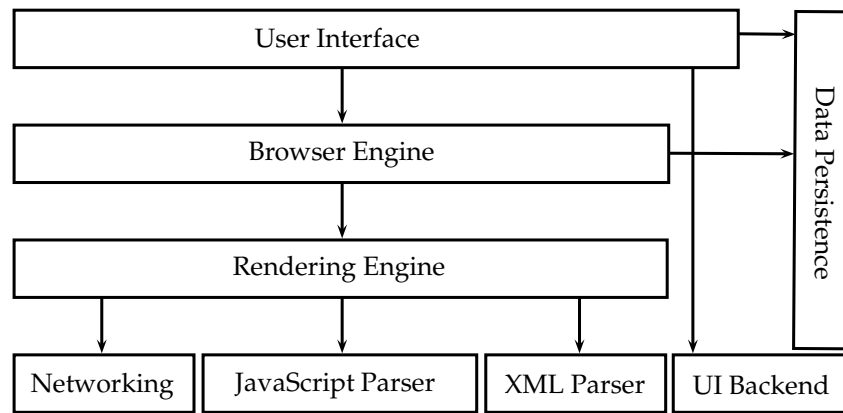 User Interface
Data Persistence
Browser Engine
Rendering Engine
Networking
JavaScript Parser
XML Parser
UI Backend